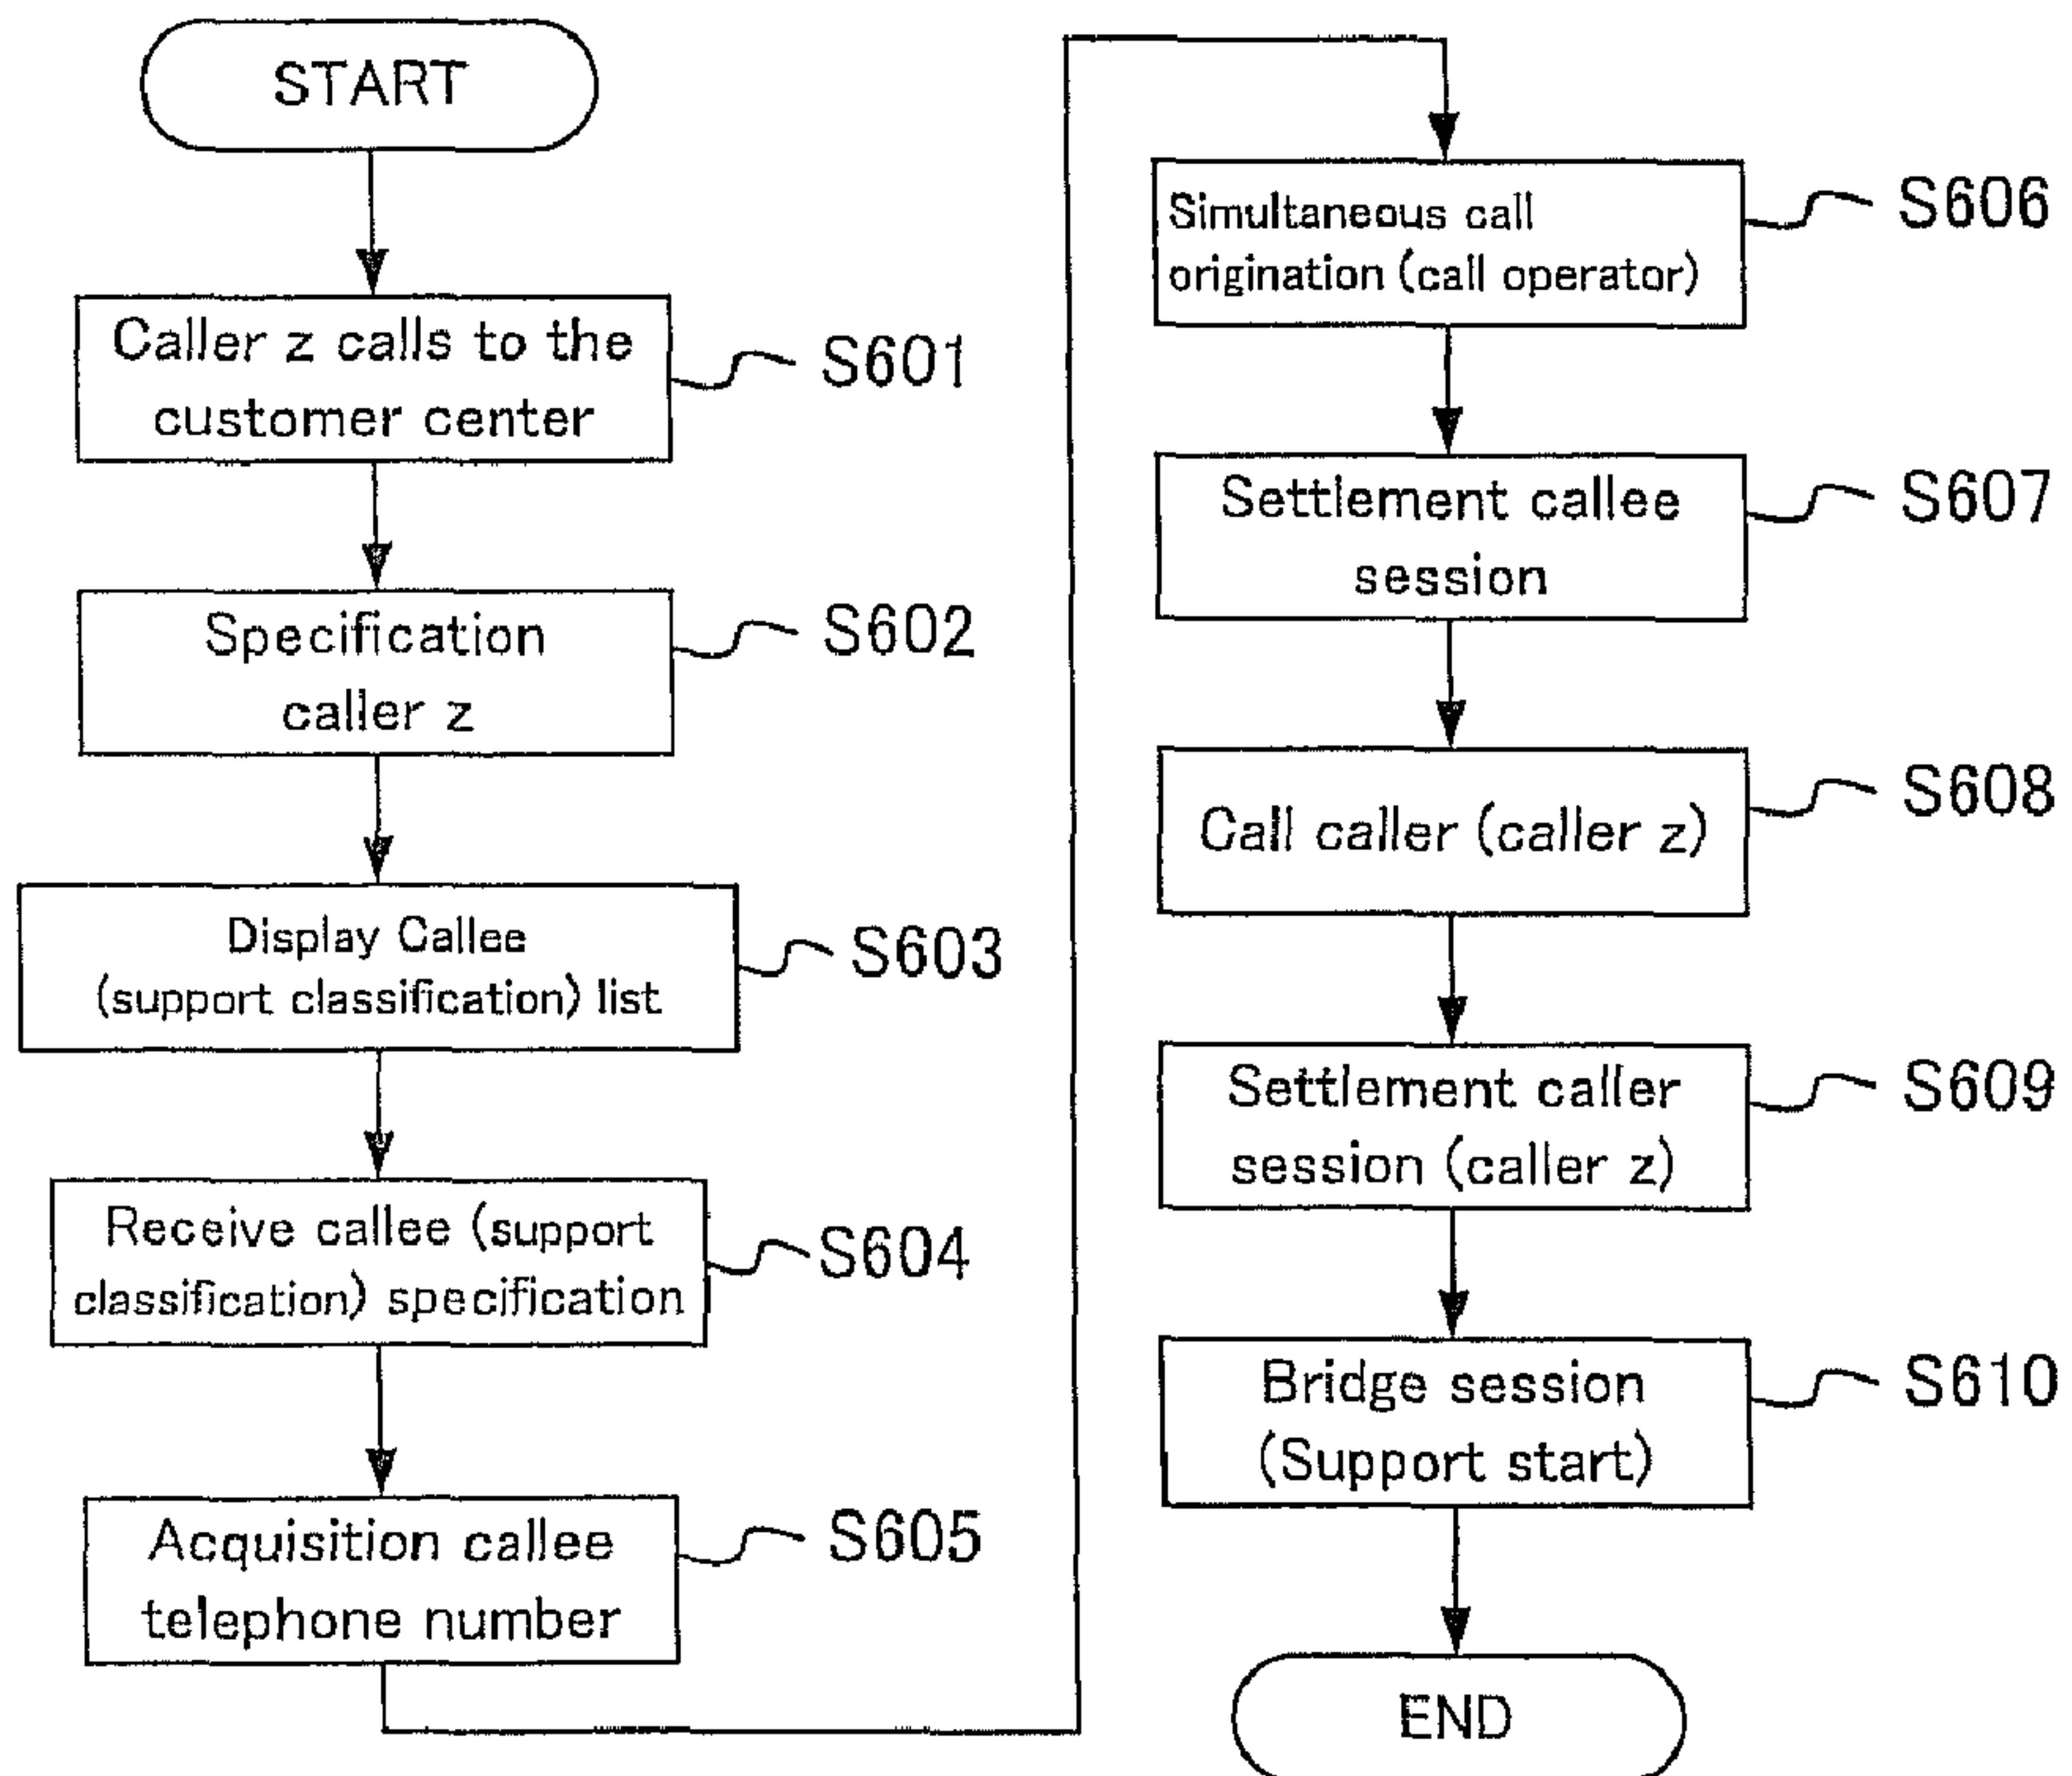 START
Caller z calls to the
customer center
S601
Specification
caller z
S602
Display Callee
(support classification) list
S603
Receive callee (support
classification) specification
S604
Acquisition callee
telephone number
S605
Simultaneous call
origination (call operator)
S606
Settlement callee
session
S607
Call caller (caller z)
S608
Settlement caller
session (caller z)
S609
Bridge session
(Support start)
S610
END